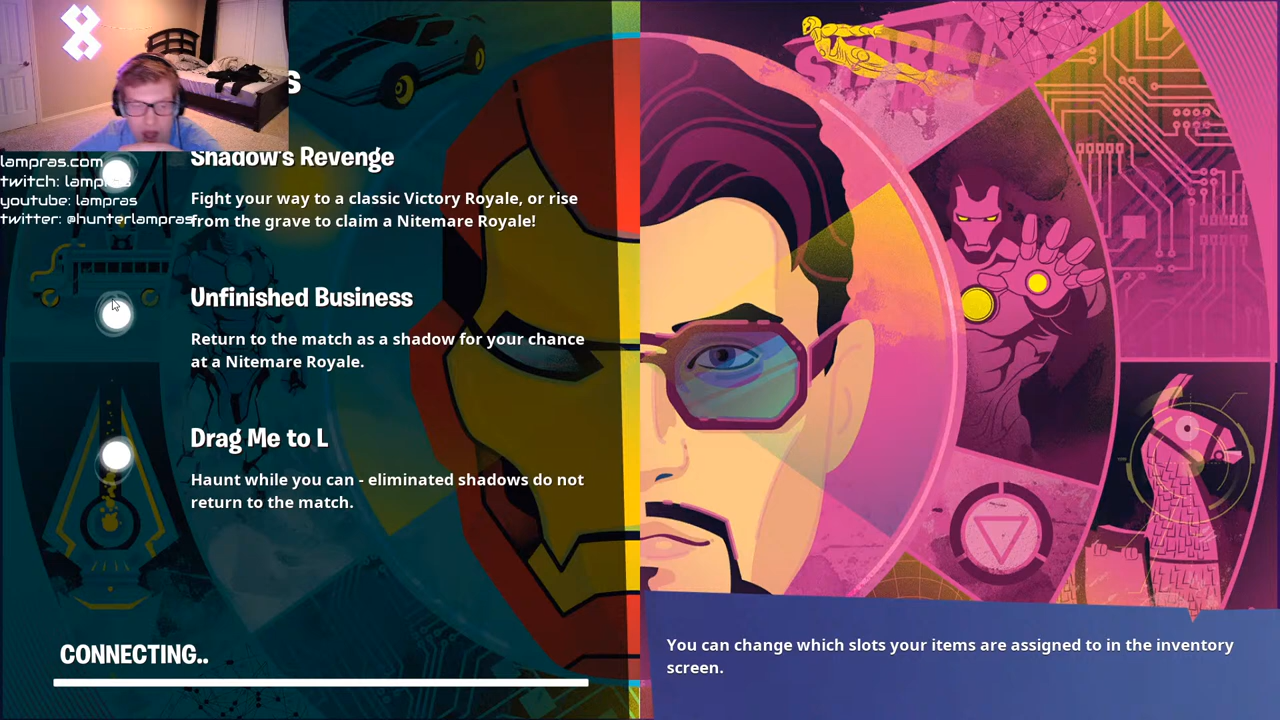 s
lampras.com
twitch: lampras
youtube: lampras
twitter: @hunterlampras
Shadow's Revenge
Fight your way to a classic Victory Royale, or rise
from the grave to claim a Nitemare Royale!
Unfinished Business
Return to the match as a shadow for your chance
at a Nitemare Royale.
Drag Me to L
Haunt while you can - eliminated shadows do not
return to the match.
CONNECTING..
STARK
You can change which slots your items are assigned to in the inventory
screen.